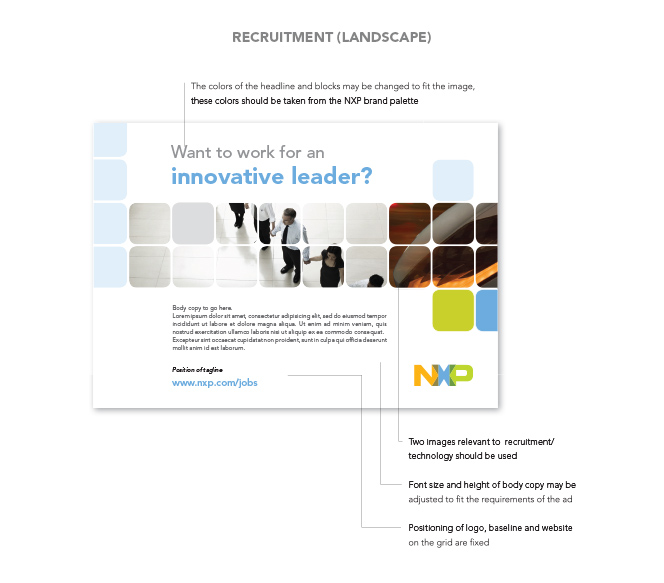 RECRUITMENT (LANDSCAPE)
The colors of the headline and blocks may be changed to fit the image,
these colors should be taken from the NXP brand palette
Want to work for an
innovative leader?
Body copy to go here.
Lorem ipsum dolor sit amet, consectetur adipisicing elit, sed do eiusmod tempor
incididunt ut labore et dolore magna aliqua. Ut enim ad minim veniam, quis
nostrud exercitation ullamco laboris nisi ut aliquip ex ea commodo consequat.
Excepteur sint occaecat cupidatat non proident, sunt in culpa qui officia deserunt
mollit anim id est laborum.
Position of tagline
www.nxp.com/jobs
NXP
Two images relevant to recruitment/
technology should be used
Font size and height of body copy may be
adjusted to fit the requirements of the ad
Positioning of logo, baseline and website
on the grid are fixed